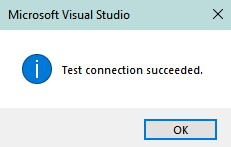 Microsoft Visual Studio
Test connection succeeded.
OK